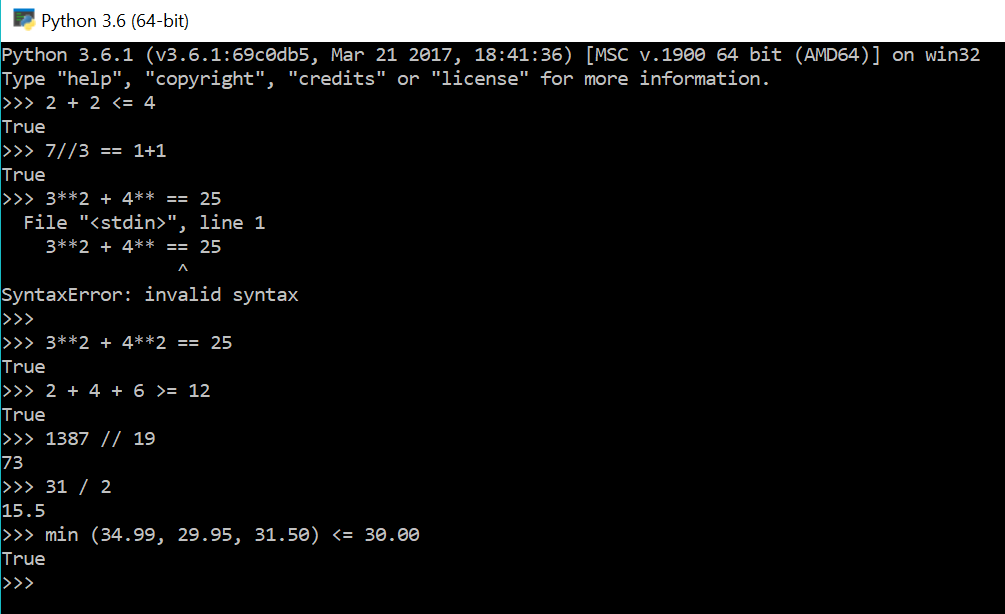 Python 3.6 (64-bit)
Python 3.6.1 (v3.6.1:69c0db5, Mar 21 2017, 18:41:36) [MSC v.1900 64 bit (AMD64)] on win32
Type "help", "copyright", "credits" or "license" for more information.
>>> 2 + 2 <= 4
True
>>> 7//3 == 1+1
True
>>> 3**2 + 4** == 25
  File "<stdin>", line 1
    3**2 + 4** == 25
                ^
SyntaxError: invalid syntax
>>>
>>> 3**2 + 4**2 == 25
True
>>> 2 + 4 + 6 >= 12
True
>>> 1387 // 19
73
>>> 31 / 2
15.5
>>> min (34.99, 29.95, 31.50) <= 30.00
True
>>>